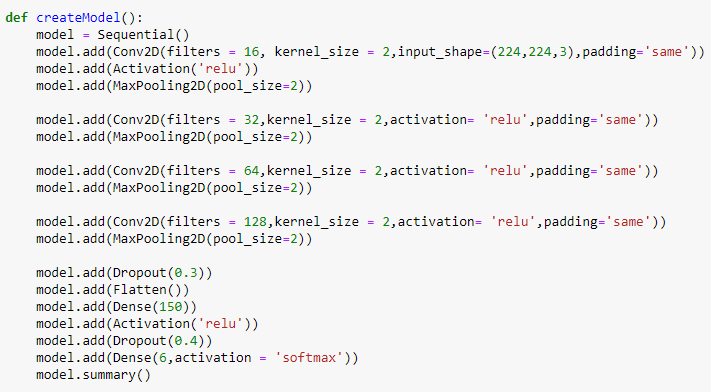 def createModel():
    model = Sequential()
    model.add(Conv2D(filters = 16, kernel_size = 2,input_shape=(224,224,3),padding='same'))
    model.add(Activation('relu'))
    model.add(MaxPooling2D(pool_size=2))

    model.add(Conv2D(filters = 32,kernel_size = 2,activation= 'relu',padding='same'))
    model.add(MaxPooling2D(pool_size=2))

    model.add(Conv2D(filters = 64,kernel_size = 2,activation= 'relu',padding='same'))
    model.add(MaxPooling2D(pool_size=2))

    model.add(Conv2D(filters = 128,kernel_size = 2,activation= 'relu',padding='same'))
    model.add(MaxPooling2D(pool_size=2))

    model.add(Dropout(0.3))
    model.add(Flatten())
    model.add(Dense(150))
    model.add(Activation('relu'))
    model.add(Dropout(0.4))
    model.add(Dense(6,activation = 'softmax'))
    model.summary()